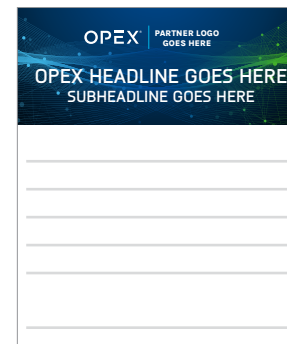 OPEX
PARTNER LOGO
GOES HERE
OPEX HEADLINE GOES HERE
SUBHEADLINE GOES HERE